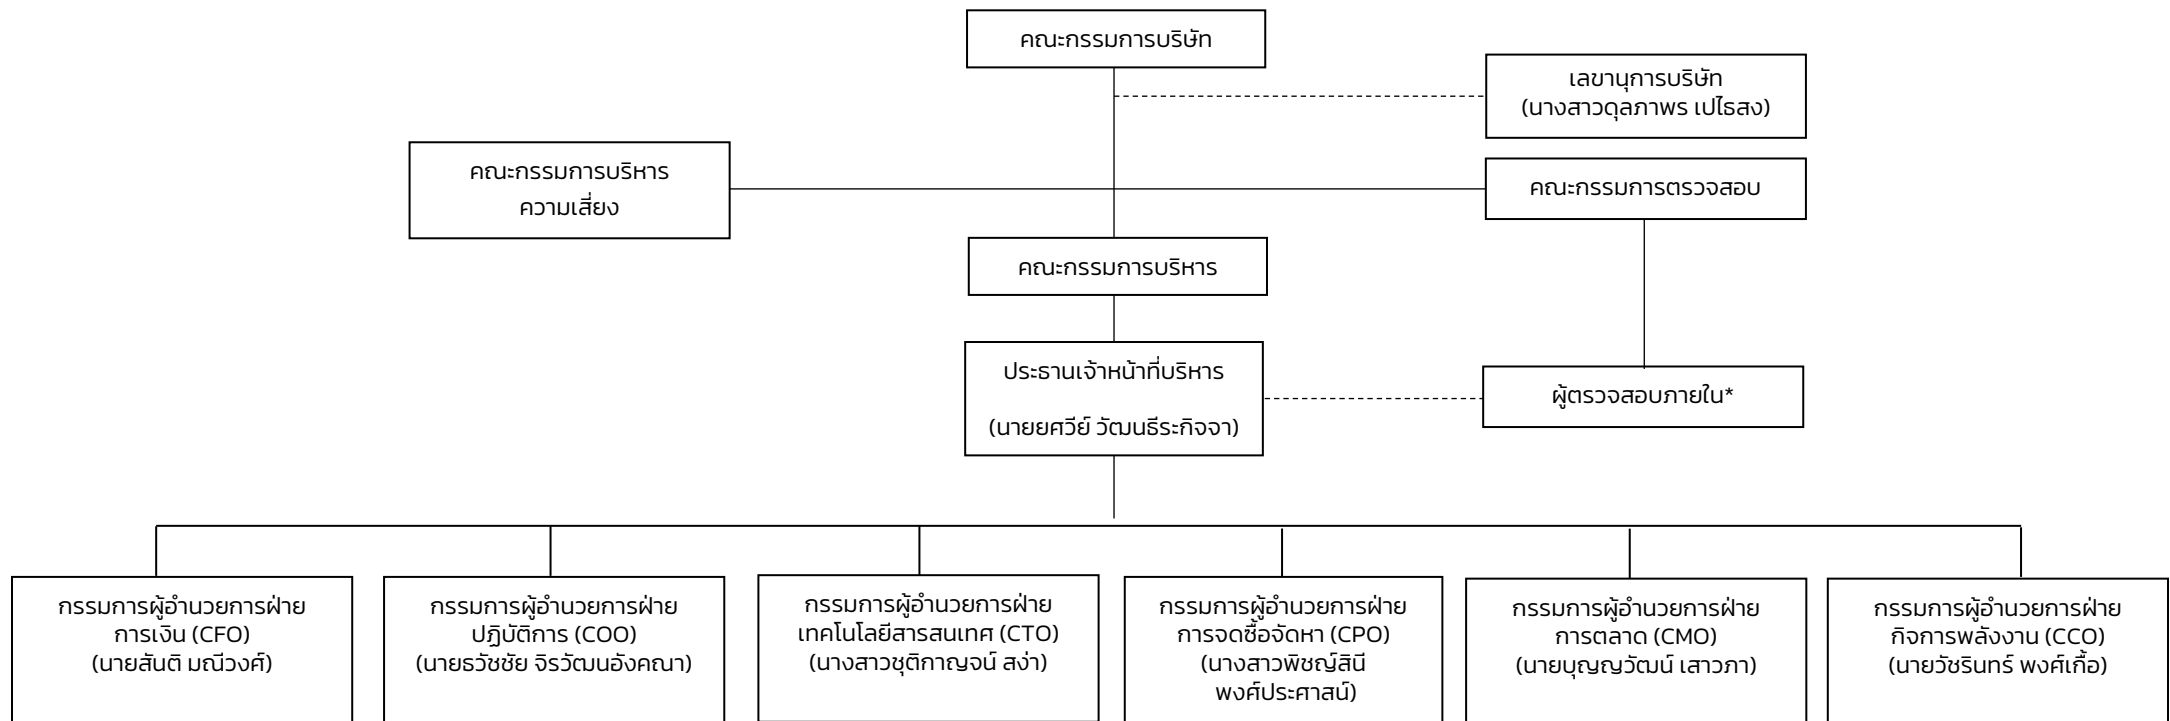 คณะกรรมการบริษัท
เลขานุการบริษัท
(นางสาวดุลภาพร เปไธสง)
คณะกรรมการบริหาร
ความเสี่ยง
คณะกรรมการตรวจสอบ
คณะกรรมการบริหาร
ประธานเจ้าหน้าที่บริหาร
(นายยศวีย์ วัฒนธีระกิจจา)
ผู้ตรวจสอบภายใน*
กรรมการผู้อำนวยการฝ่าย
การเงิน (CFO)
(นายสันติ มณีวงศ์)
กรรมการผู้อำนวยการฝ่าย
ปฏิบัติการ (COO)
(นายธวัชชัย จิรวัฒนอังคณา)
กรรมการผู้อำนวยการฝ่าย
เทคโนโลยีสารสนเทศ (CTO)
(นางสาวชุติกาญจน์ สง่า)
กรรมการผู้อำนวยการฝ่าย
การจดซื้อจัดหา (CPO)
(นางสาวพิชญ์สินี
พงศ์ประศาสน์)
กรรมการผู้อำนวยการฝ่าย
การตลาด (CMO)
(นายบุญญวัฒน์ เสาวภา)
กรรมการผู้อำนวยการฝ่าย
กิจการพลังงาน (CCO)
(นายวัชรินทร์ พงศ์เกื้อ)